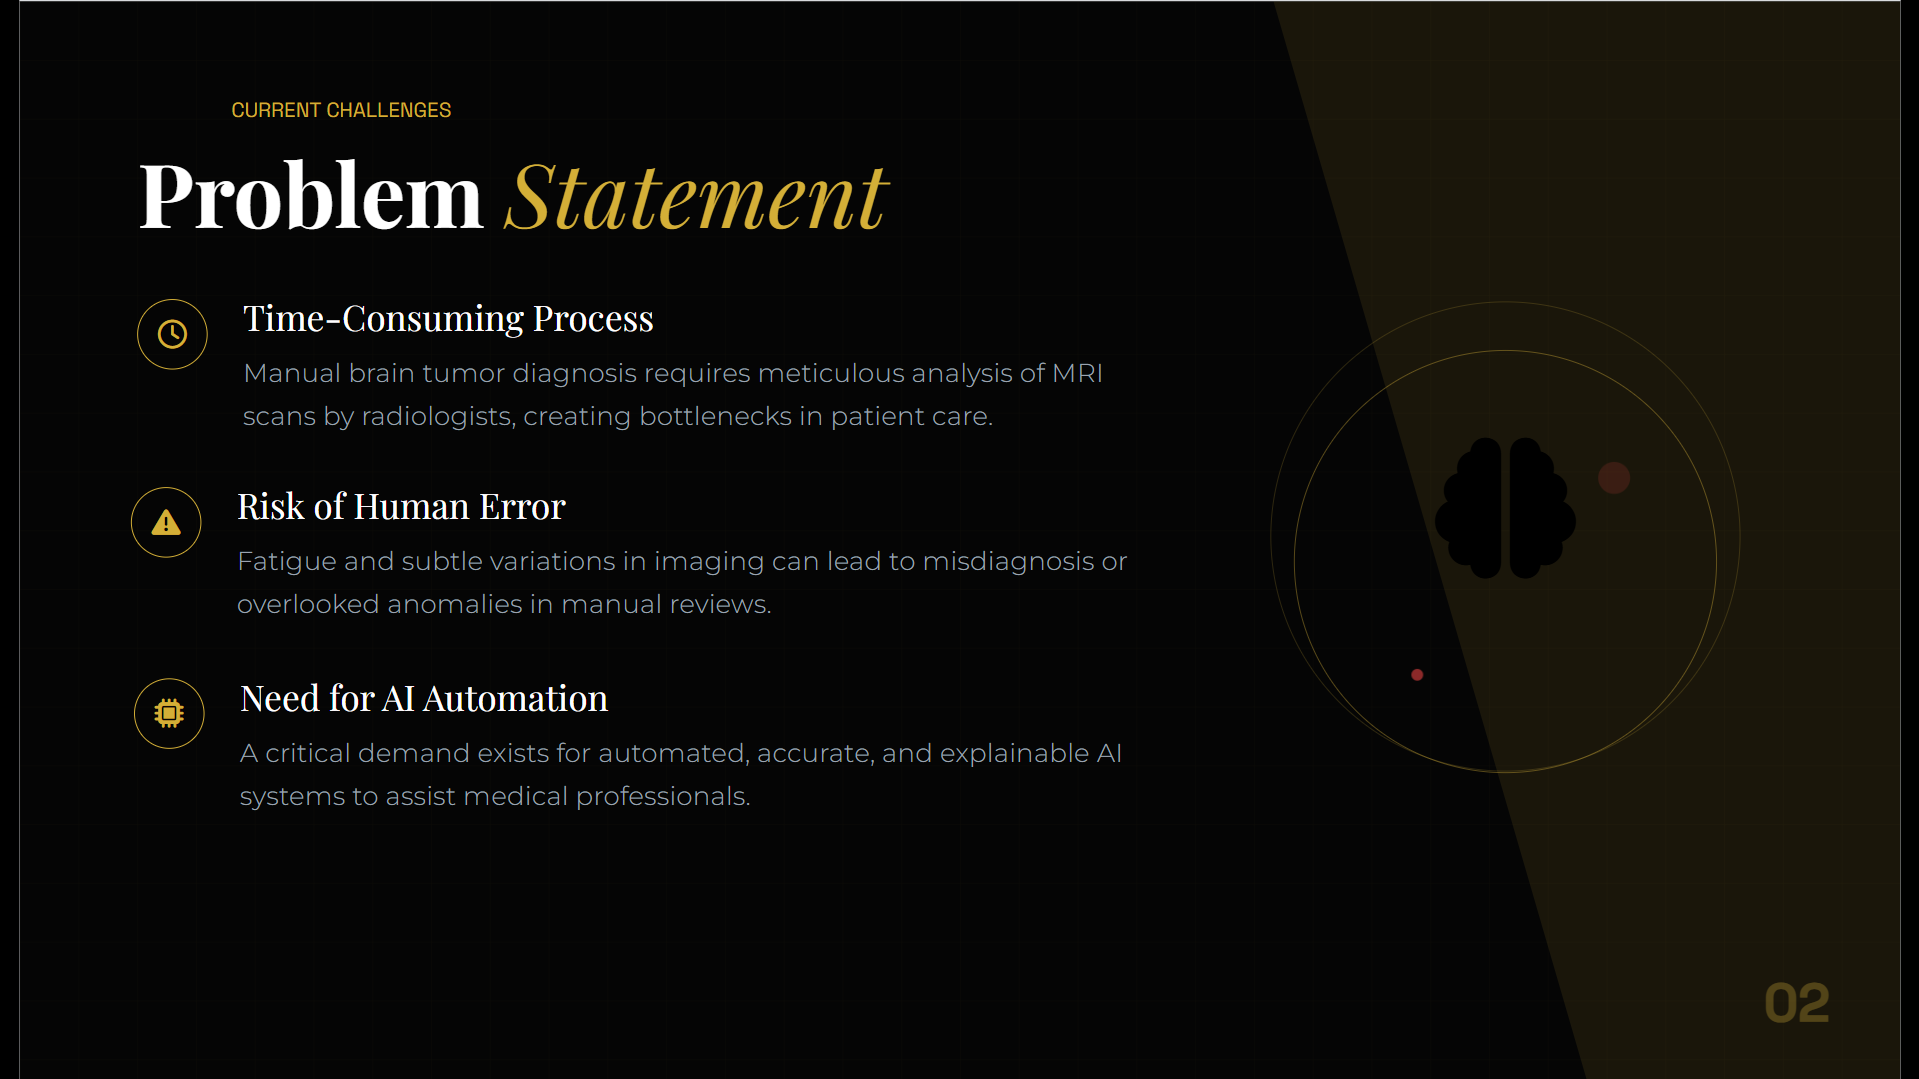 CURRENT CHALLENGES
Problem Statement
Time-Consuming Process
Manual brain tumor diagnosis requires meticulous analysis of MRI
scans by radiologists, creating bottlenecks in patient care.
Risk of Human Error
Fatigue and subtle variations in imaging can lead to misdiagnosis or
overlooked anomalies in manual reviews.
Need for AI Automation
A critical demand exists for automated, accurate, and explainable AI
systems to assist medical professionals.
02